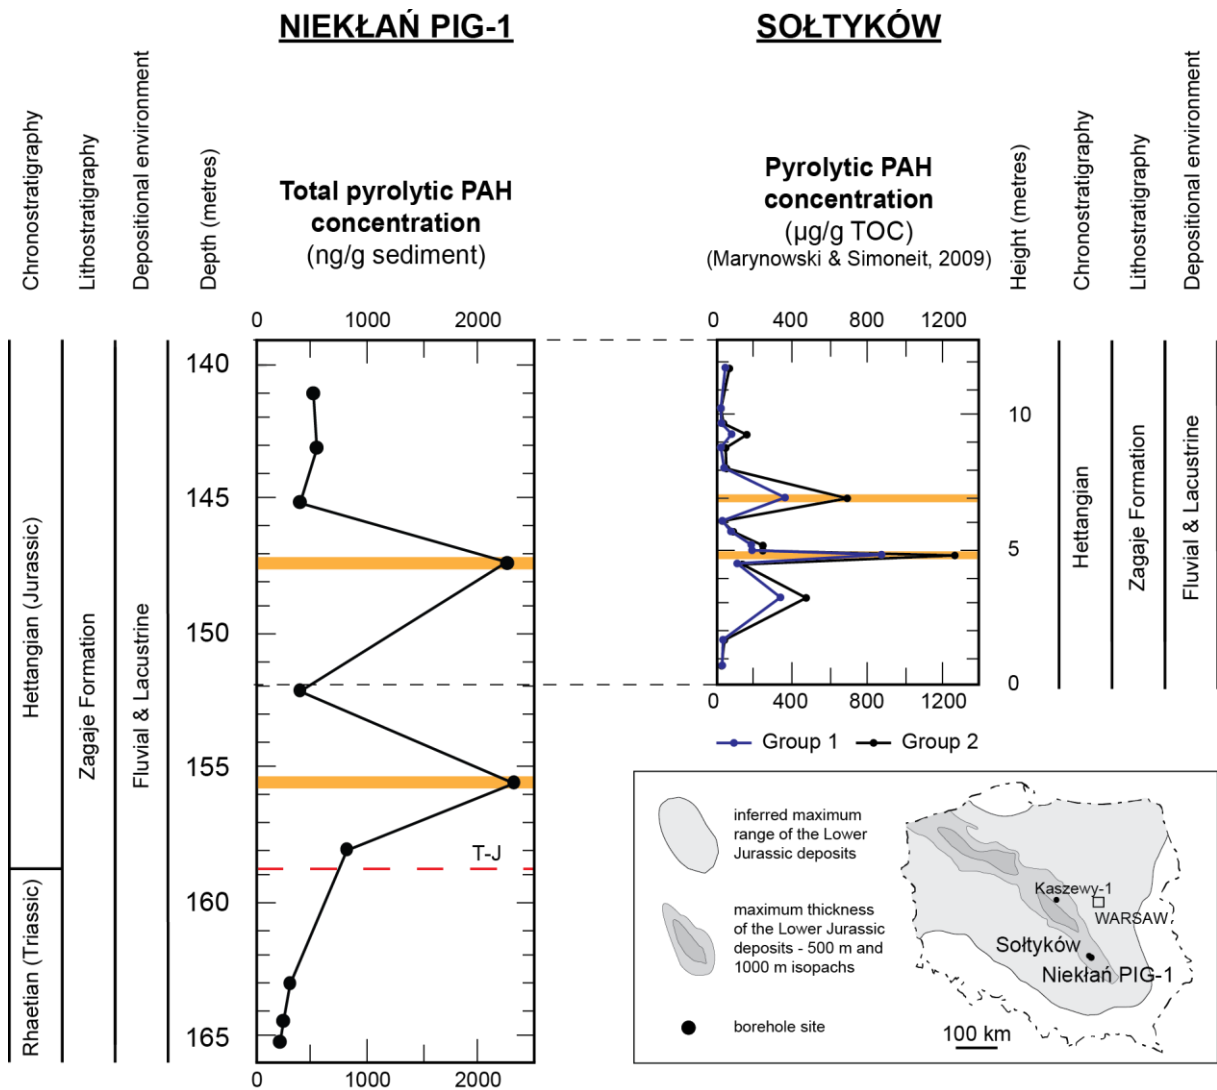 NIEKŁAŃ PIG-1
SOŁTYKÓW
Chronostratigraphy
Lithostratigraphy
Depositional environment
Depth (metres)
Total pyrolytic PAH
concentration
(ng/g sediment)
Pyrolytic PAH
concentration
(µg/g TOC)
(Marynowski & Simoneit, 2009)
Height (metres)
Chronostratigraphy
Lithostratigraphy
Depositional environment
0 1000 2000
0 400 800 1200
Hettangian (Jurassic)
Rhaetian (Triassic)
Zagaje Formation
Fluvial & Lacustrine
140
145
150
155
160
165
T-J
0 1000 2000
10
5
0
Hettangian
Zagaje Formation
Fluvial & Lacustrine
0 400 800 1200
Group 1 Group 2
inferred maximum
range of the Lower
Jurassic deposits
maximum thickness
of the Lower Jurassic
deposits - 500 m and
1000 m isopachs
borehole site
Kaszewy-1
WARSAW
Sołtyków
Niekłań PIG-1
100 km